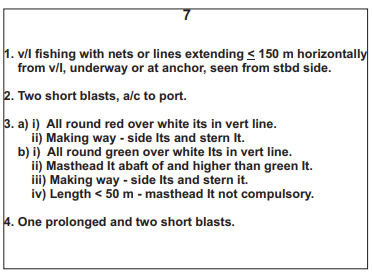 7
1. v/l fishing with nets or lines extending ≤ 150 m horizontally
from v/l, underway or at anchor, seen from stbd side.
2. Two short blasts, a/c to port.
3. a) i) All round red over white its in vert line.
ii) Making way - side lts and stern lt.
b) i) All round green over white lts in vert line.
ii) Masthead lt abaft of and higher than green lt.
iii) Making way - side lts and stern it.
iv) Length < 50 m - masthead lt not compulsory.
4. One prolonged and two short blasts.